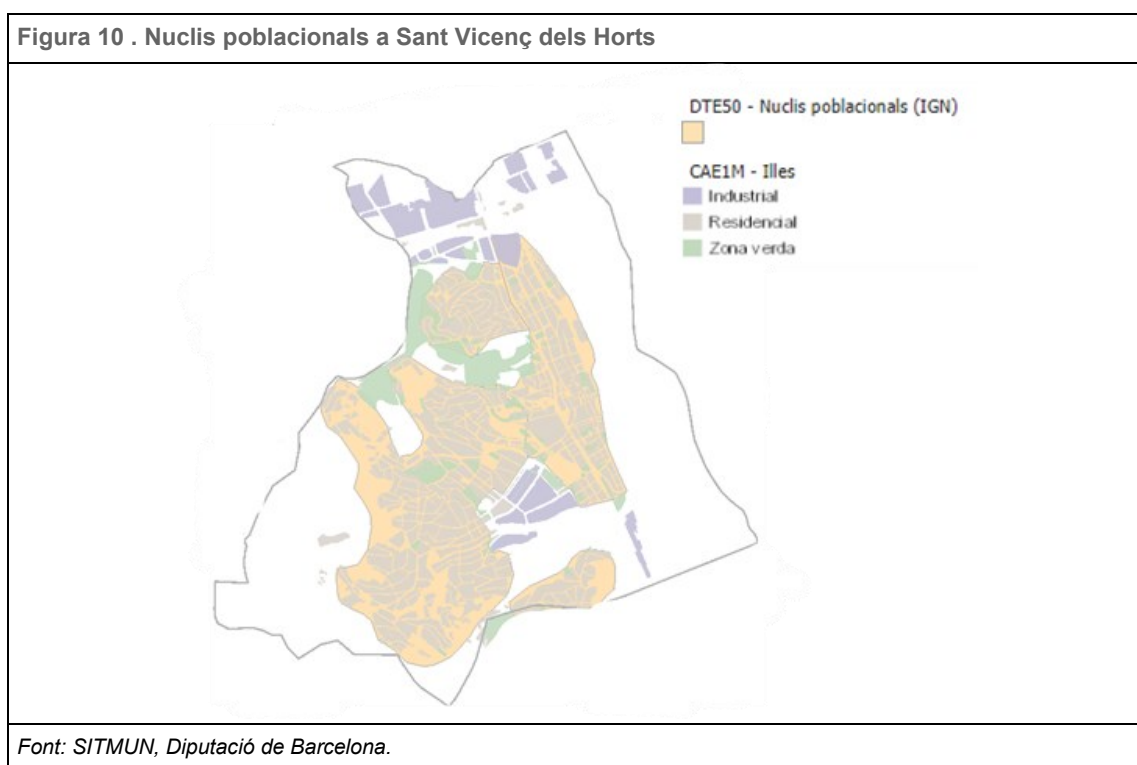 Figura 10 . Nuclis poblacionals a Sant Vicenç dels Horts
DTE50 - Nuclis poblacionals (IGN)
CAE1M - Illes
Industrial
Residencial
Zona verda
Font: SITMUN, Diputació de Barcelona.